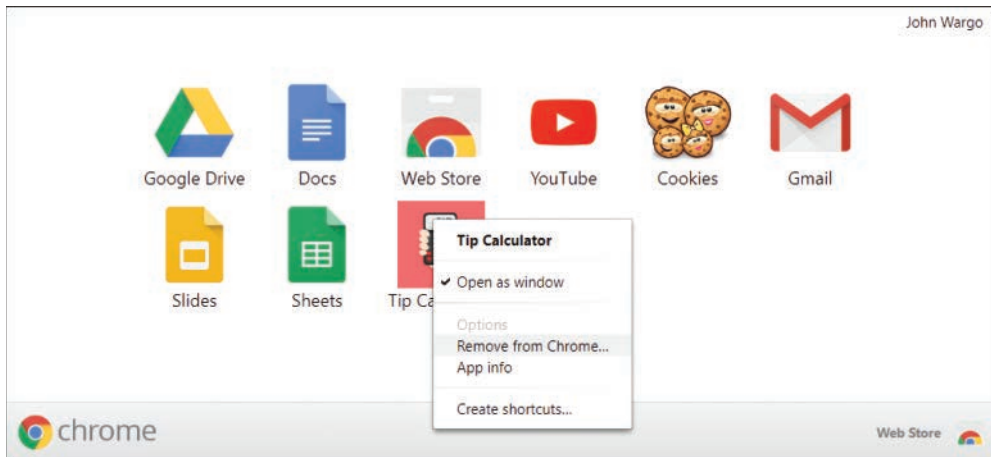 John Wargo
Google Drive
Docs
Web Store
YouTube
Cookies
Gmail
Slides
Sheets
Tip Ca
Tip Calculator
Open as window
Options
Remove from Chrome...
App info
Create shortcuts...
chrome
Web Store